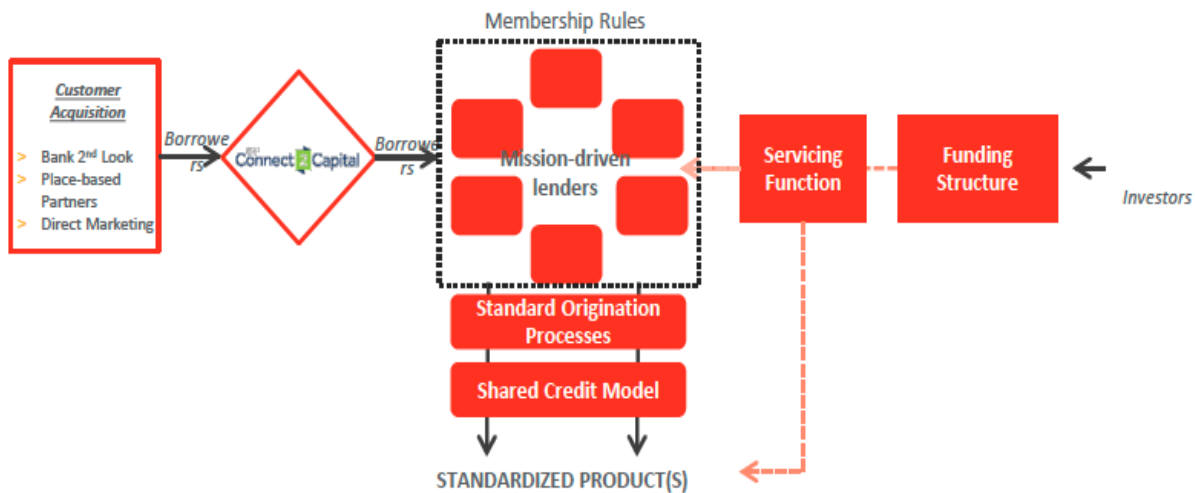 Membership Rules
Customer
Acquisition
> Bank 2nd Look
> Place-based
Partners
> Direct Marketing
Borrowe
rs
Connect2Capital
Borrowe
rs
Mission-driven
lenders
Servicing
Function
Funding
Structure
Investors
Standard Origination
Processes
Shared Credit Model
STANDARDIZED PRODUCT(S)